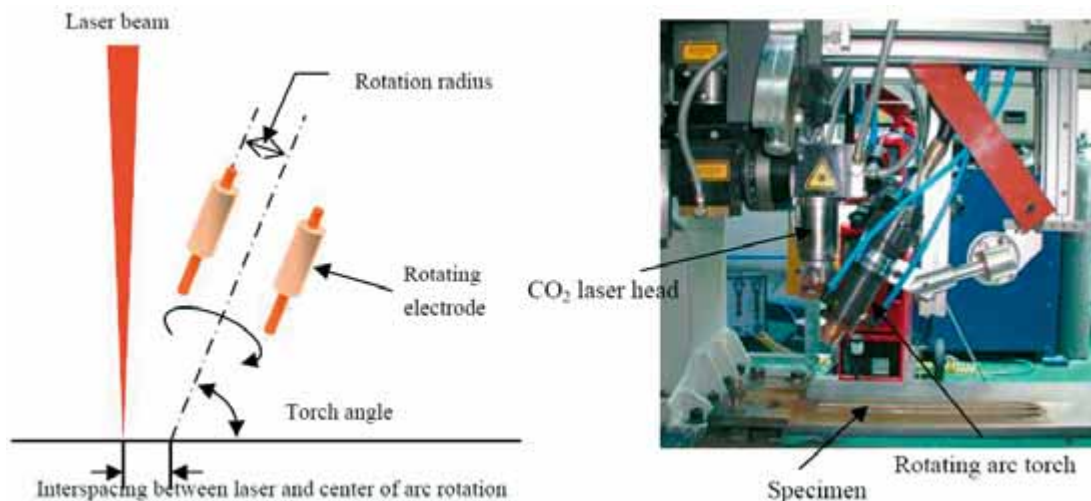 Laser beam
Rotation radius
Rotating
electrode
Torch angle
Interspacing between laser and center of arc rotation
CO₂ laser head
Rotating arc torch
Specimen